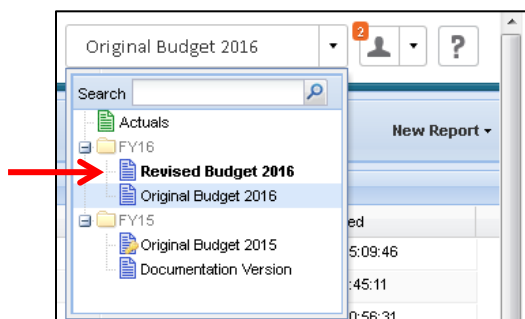 Original Budget 2016
2
?
Search
Actuals
New Report
FY16
Revised Budget 2016
Original Budget 2016
FY15
ed
Original Budget 2015
5:09:46
Documentation Version
:45:11
0:56:31